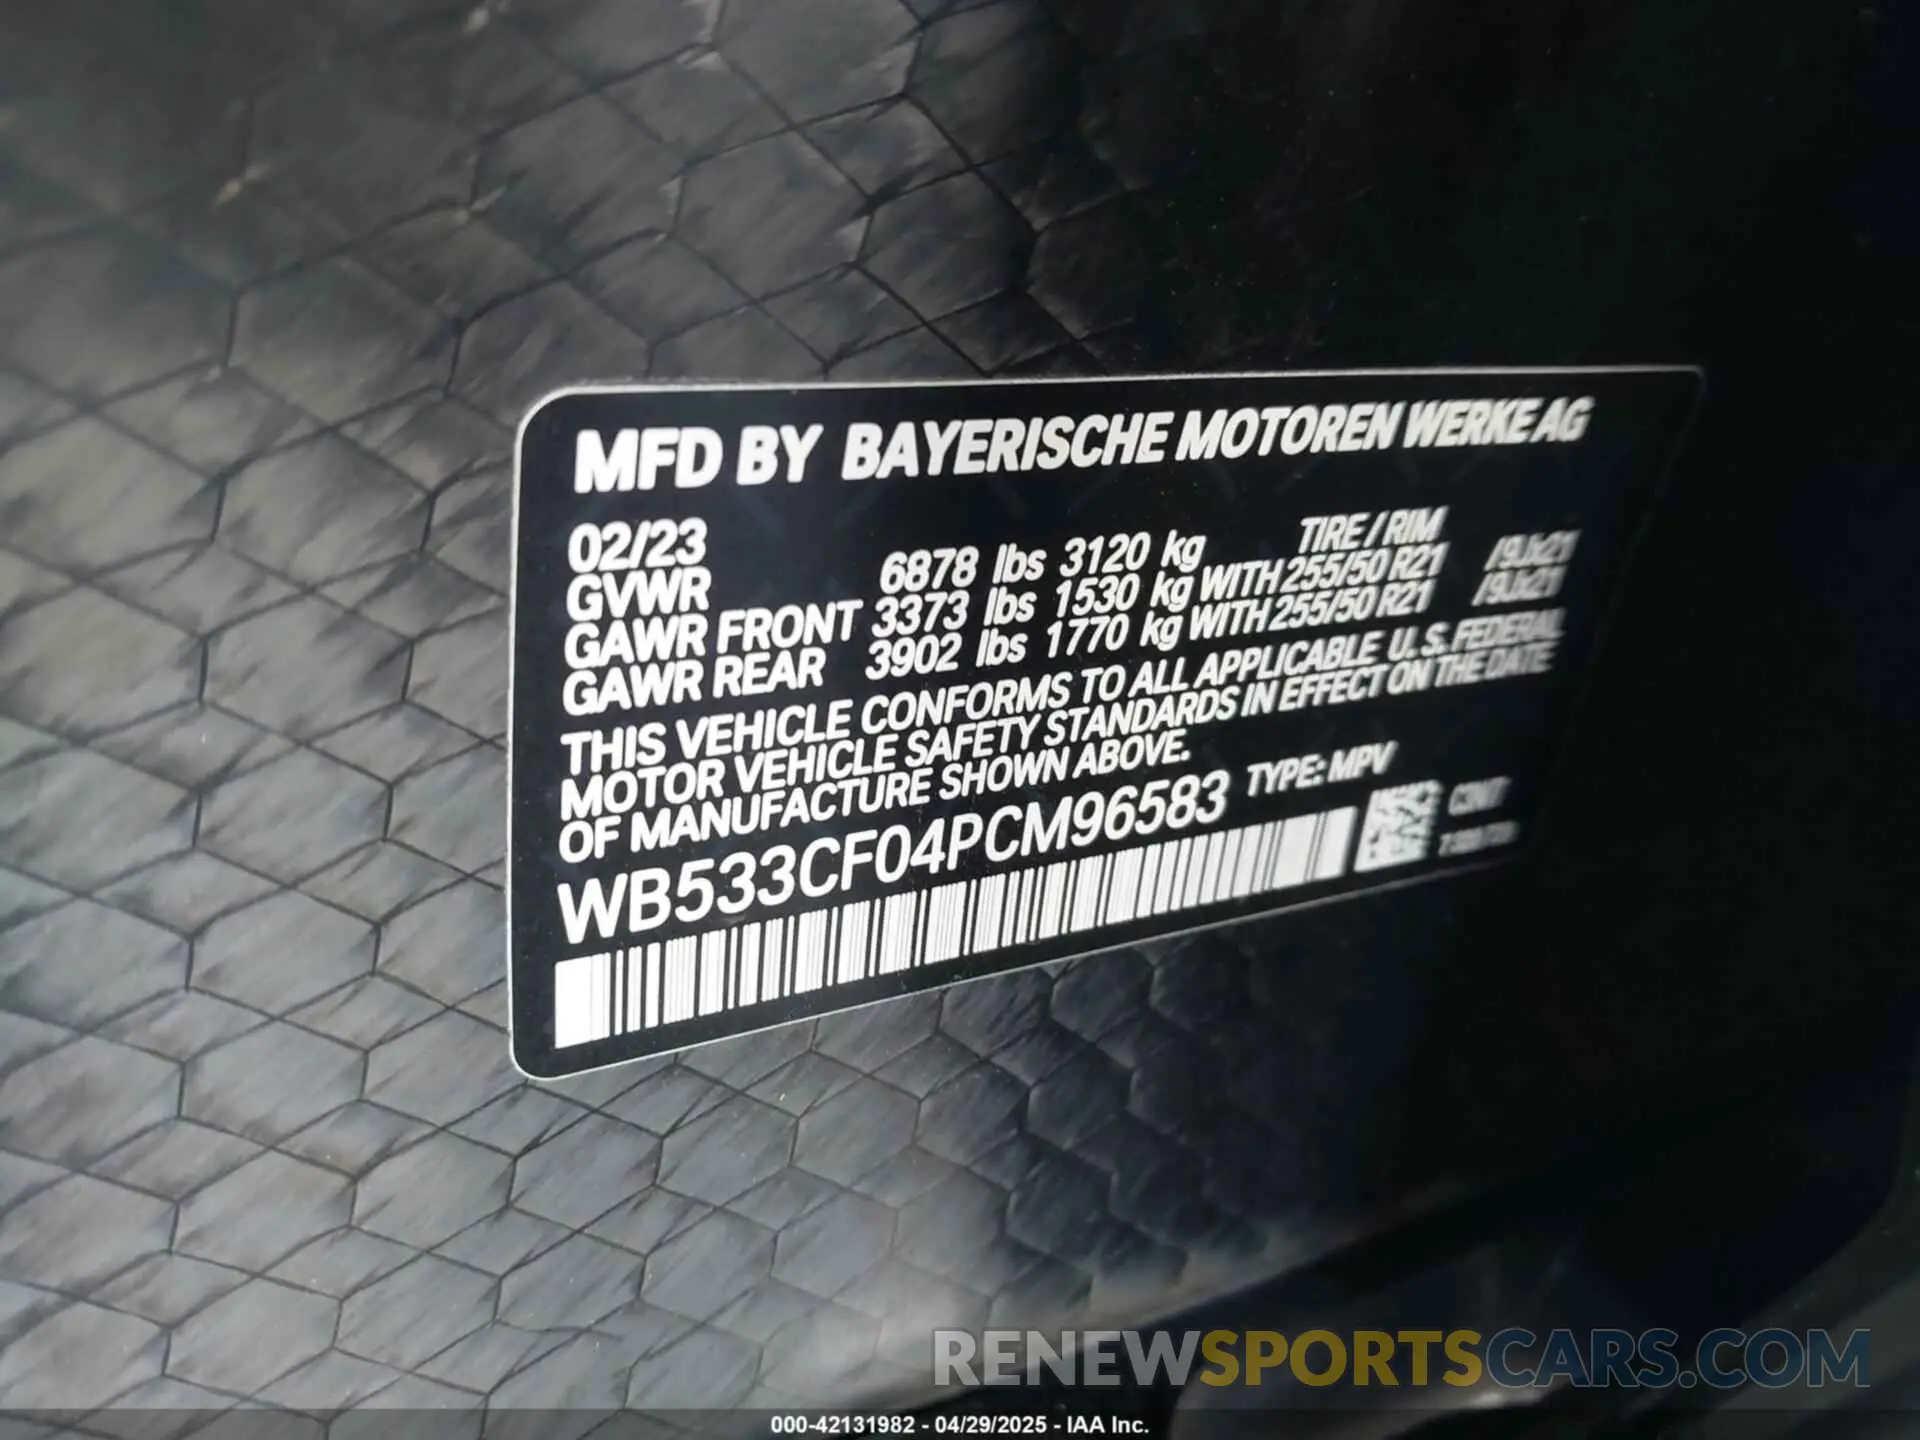 MFD BY BAYERISCHE MOTOREN WERKE AG
02/23 TIRE / RIM
GVWR 6878 lbs 3120 kg
GAWR FRONT 3373 lbs 1530 kg WITH 255/50 R21 /9Jx21
GAWR REAR 3902 lbs 1770 kg WITH 255/50 R21 /9Jx21
THIS VEHICLE CONFORMS TO ALL APPLICABLE U.S. FEDERAL
MOTOR VEHICLE SAFETY STANDARDS IN EFFECT ON THE DATE
OF MANUFACTURE SHOWN ABOVE.
WB533CF04PCM96583 TYPE: MPV
RENEWSPORTSCARS.COM
000-42131982 - 04/29/2025 - IAA Inc.